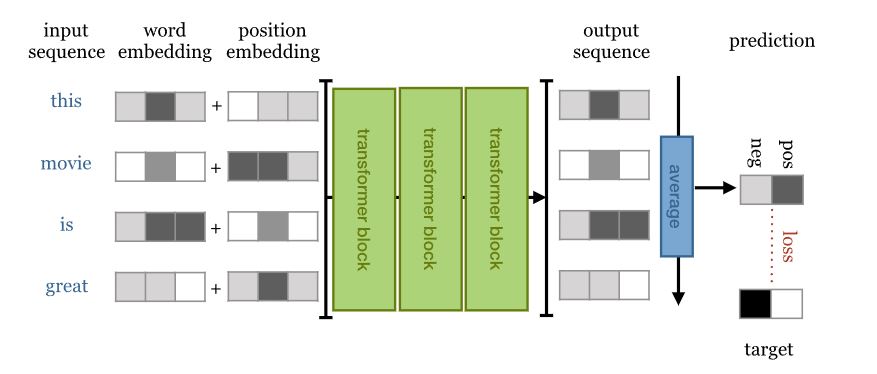 input
sequence
word
embedding
position
embedding
output
sequence
prediction
this
+
movie
+
is
+
great
+
transformer block
transformer block
transformer block
average
neg
pos
loss
target